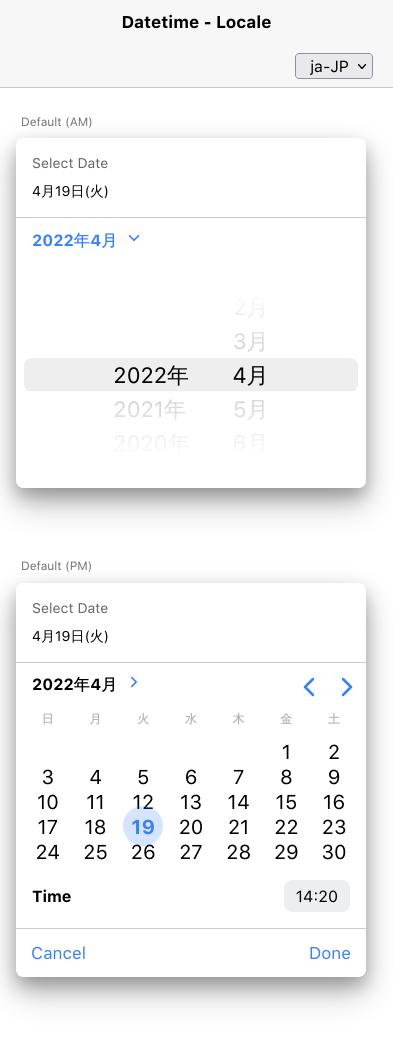 Datetime - Locale
ja-JP
Default (AM)
Select Date
4月19日(火)
2022年4月
2月
3月
2022年 4月
2021年 5月
2020年 6月
Default (PM)
Select Date
4月19日(火)
2022年4月
日 月 火 水 木 金 土
1 2
3 4 5 6 7 8 9
10 11 12 13 14 15 16
17 18 19 20 21 22 23
24 25 26 27 28 29 30
Time 14:20
Cancel Done